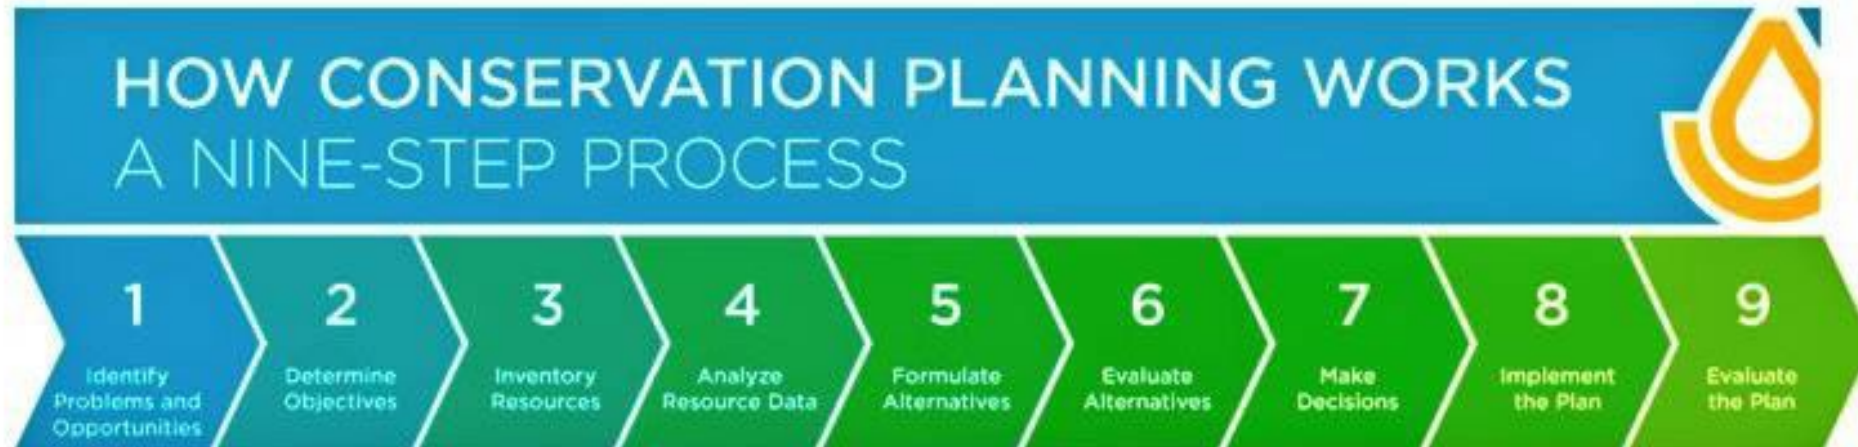 HOW CONSERVATION PLANNING WORKS
A NINE-STEP PROCESS
1
Identify
Problems and
Opportunities
2
Determine
Objectives
3
Inventory
Resources
4
Analyze
Resource Data
5
Formulate
Alternatives
6
Evaluate
Alternatives
7
Make
Decisions
8
Implement
the Plan
9
Evaluate
the Plan